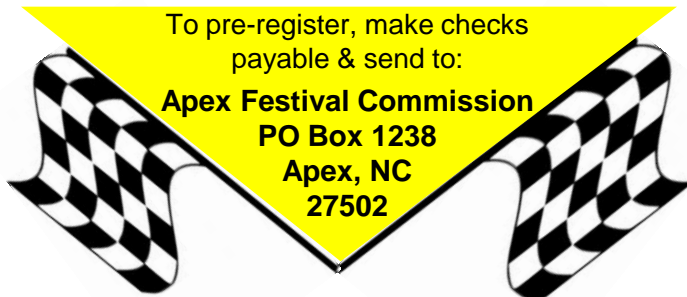 To pre-register, make checks
payable & send to:
Apex Festival Commission
PO Box 1238
Apex, NC
27502